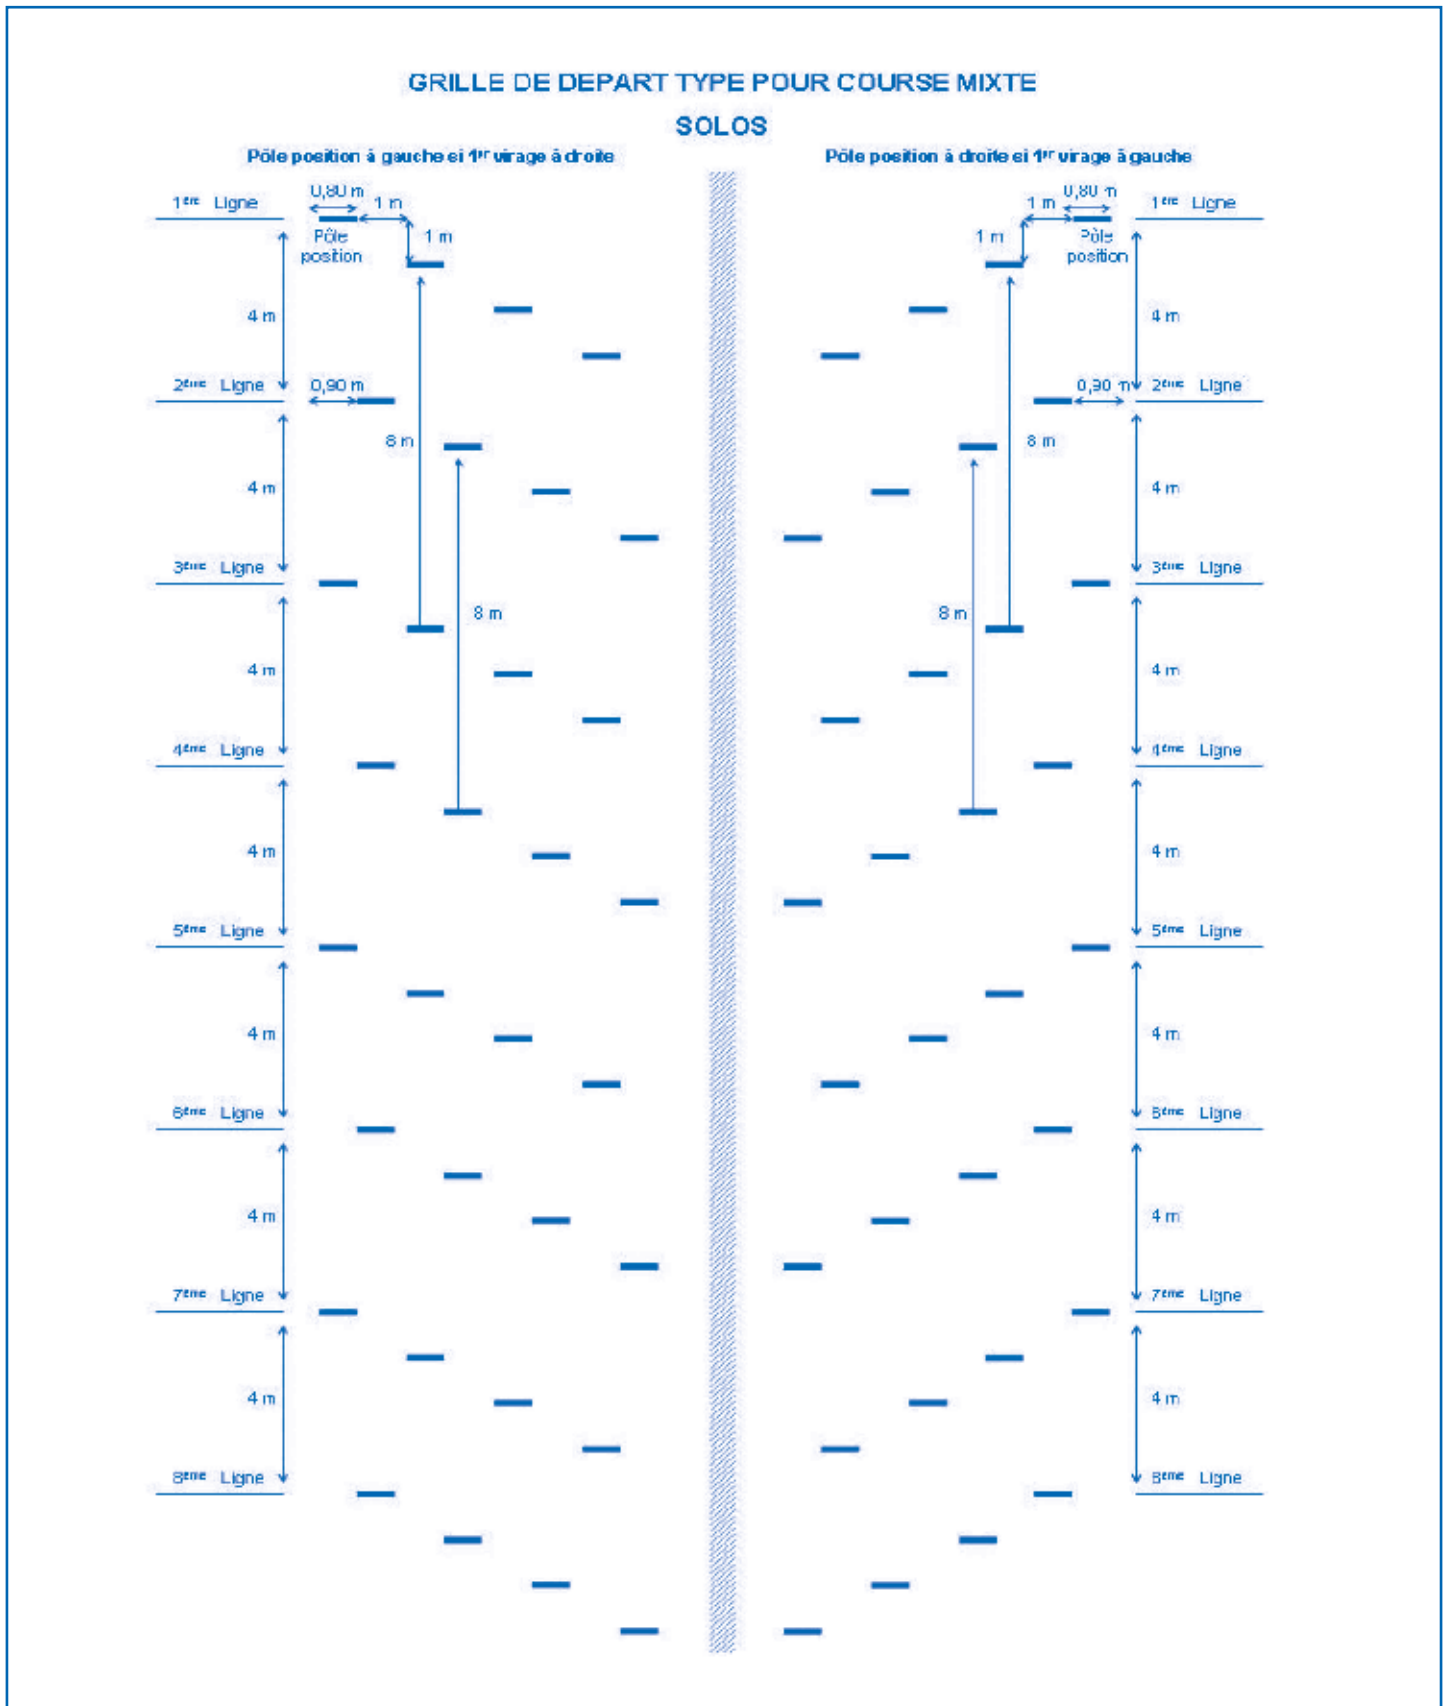 GRILLE DE DEPART TYPE POUR COURSE MIXTE
SOLOS
Pôle position à gauche si 1er virage à droite
Pôle position à droite si 1er virage à gauche
1ère Ligne
0,80 m
1 m
1 m
Pôle
position
4 m
2ème Ligne
0,90 m
8 m
4 m
3ème Ligne
8 m
4 m
4ème Ligne
4 m
5ème Ligne
4 m
6ème Ligne
4 m
7ème Ligne
4 m
8ème Ligne
0,80 m
1 m
1ère Ligne
1 m
Pôle
position
4 m
0,90 m
2ème Ligne
8 m
4 m
3ème Ligne
8 m
4 m
4ème Ligne
4 m
5ème Ligne
4 m
6ème Ligne
4 m
7ème Ligne
4 m
8ème Ligne